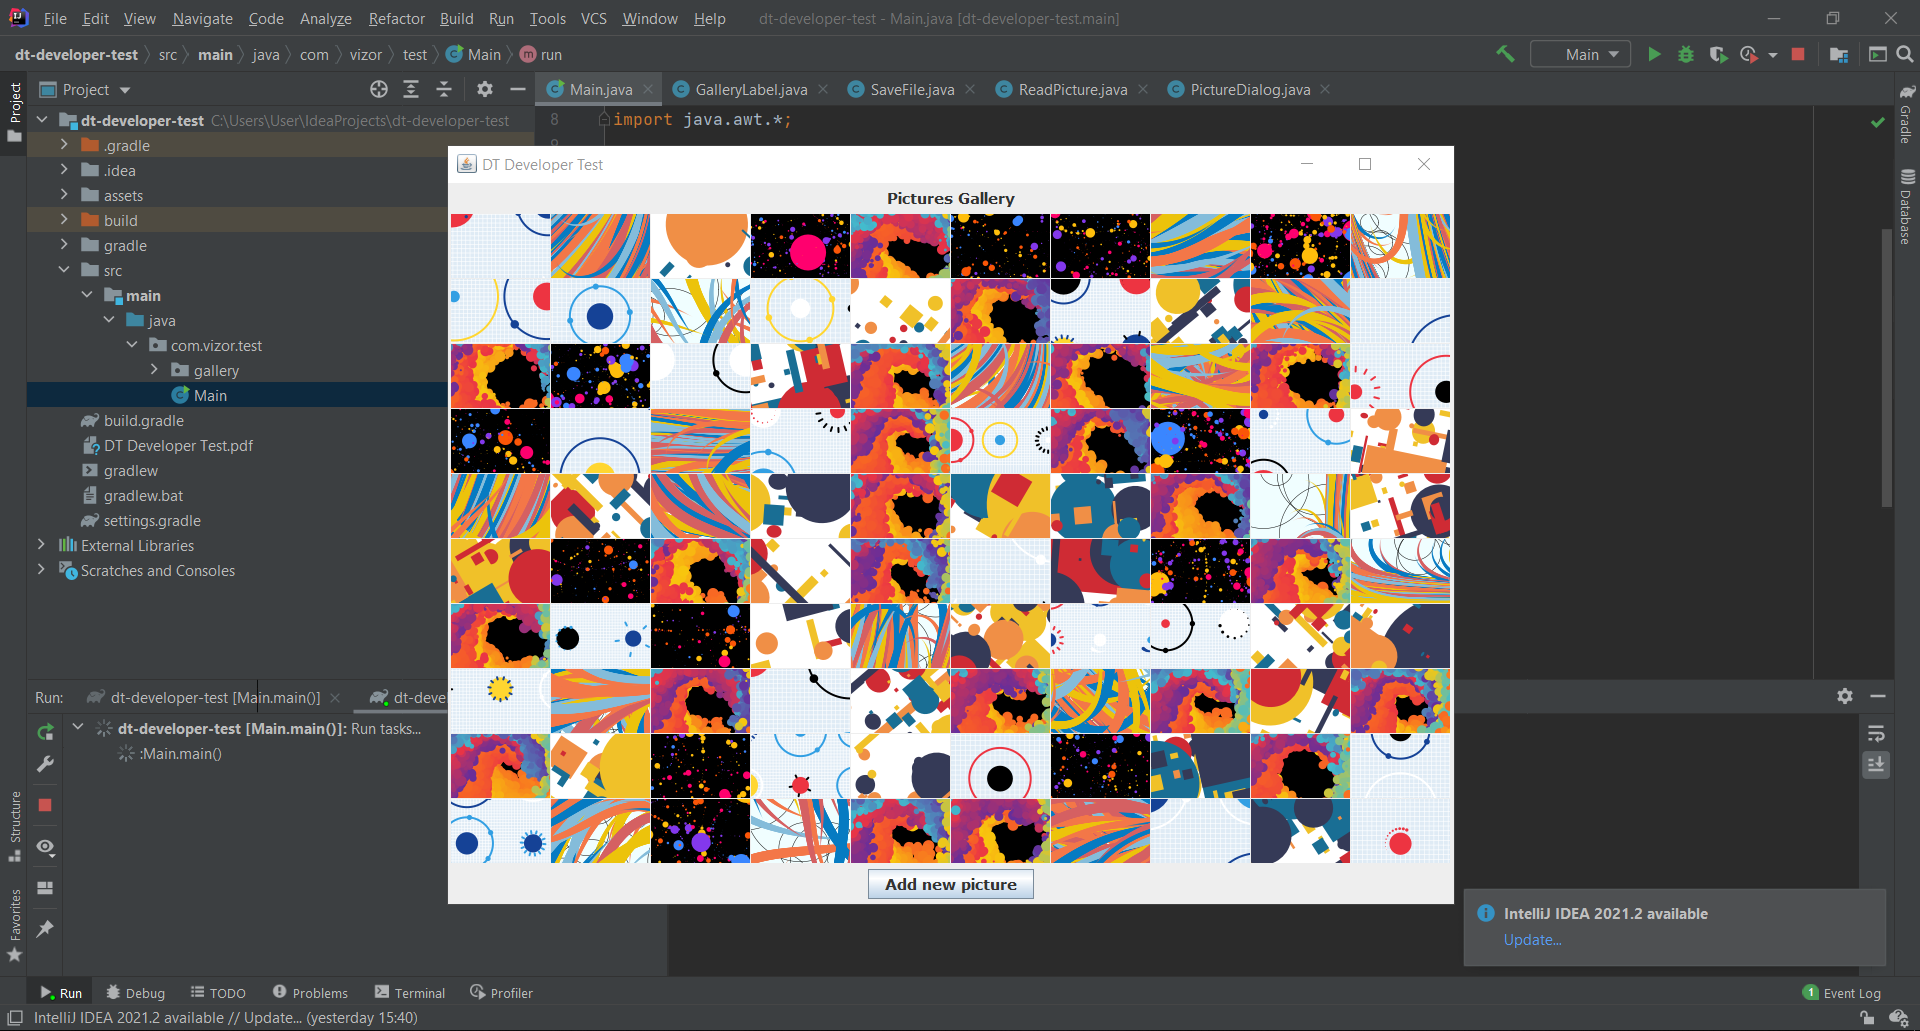 File Edit View Navigate Code Analyze Refactor Build Run Tools VCS Window Help dt-developer-test - Main.java [dt-developer-test.main]
dt-developer-test src main java com vizor test Main run Main
Project Main.java GalleryLabel.java SaveFile.java ReadPicture.java PictureDialog.java
Project
dt-developer-test C:\Users\User\IdeaProjects\dt-developer-test
8 import java.awt.*;
9
.gradle
.idea
assets
build
gradle
src
main
java
com.vizor.test
gallery
Main
build.gradle
DT Developer Test.pdf
gradlew
gradlew.bat
settings.gradle
External Libraries
Scratches and Consoles
Gradle
Database
DT Developer Test
Pictures Gallery
Add new picture
Run: dt-developer-test [Main.main()] dt-deve
dt-developer-test [Main.main()]: Run tasks...
:Main.main()
Structure
Favorites
IntelliJ IDEA 2021.2 available
Update...
Run Debug TODO Problems Terminal Profiler 1 Event Log
IntelliJ IDEA 2021.2 available // Update... (yesterday 15:40)